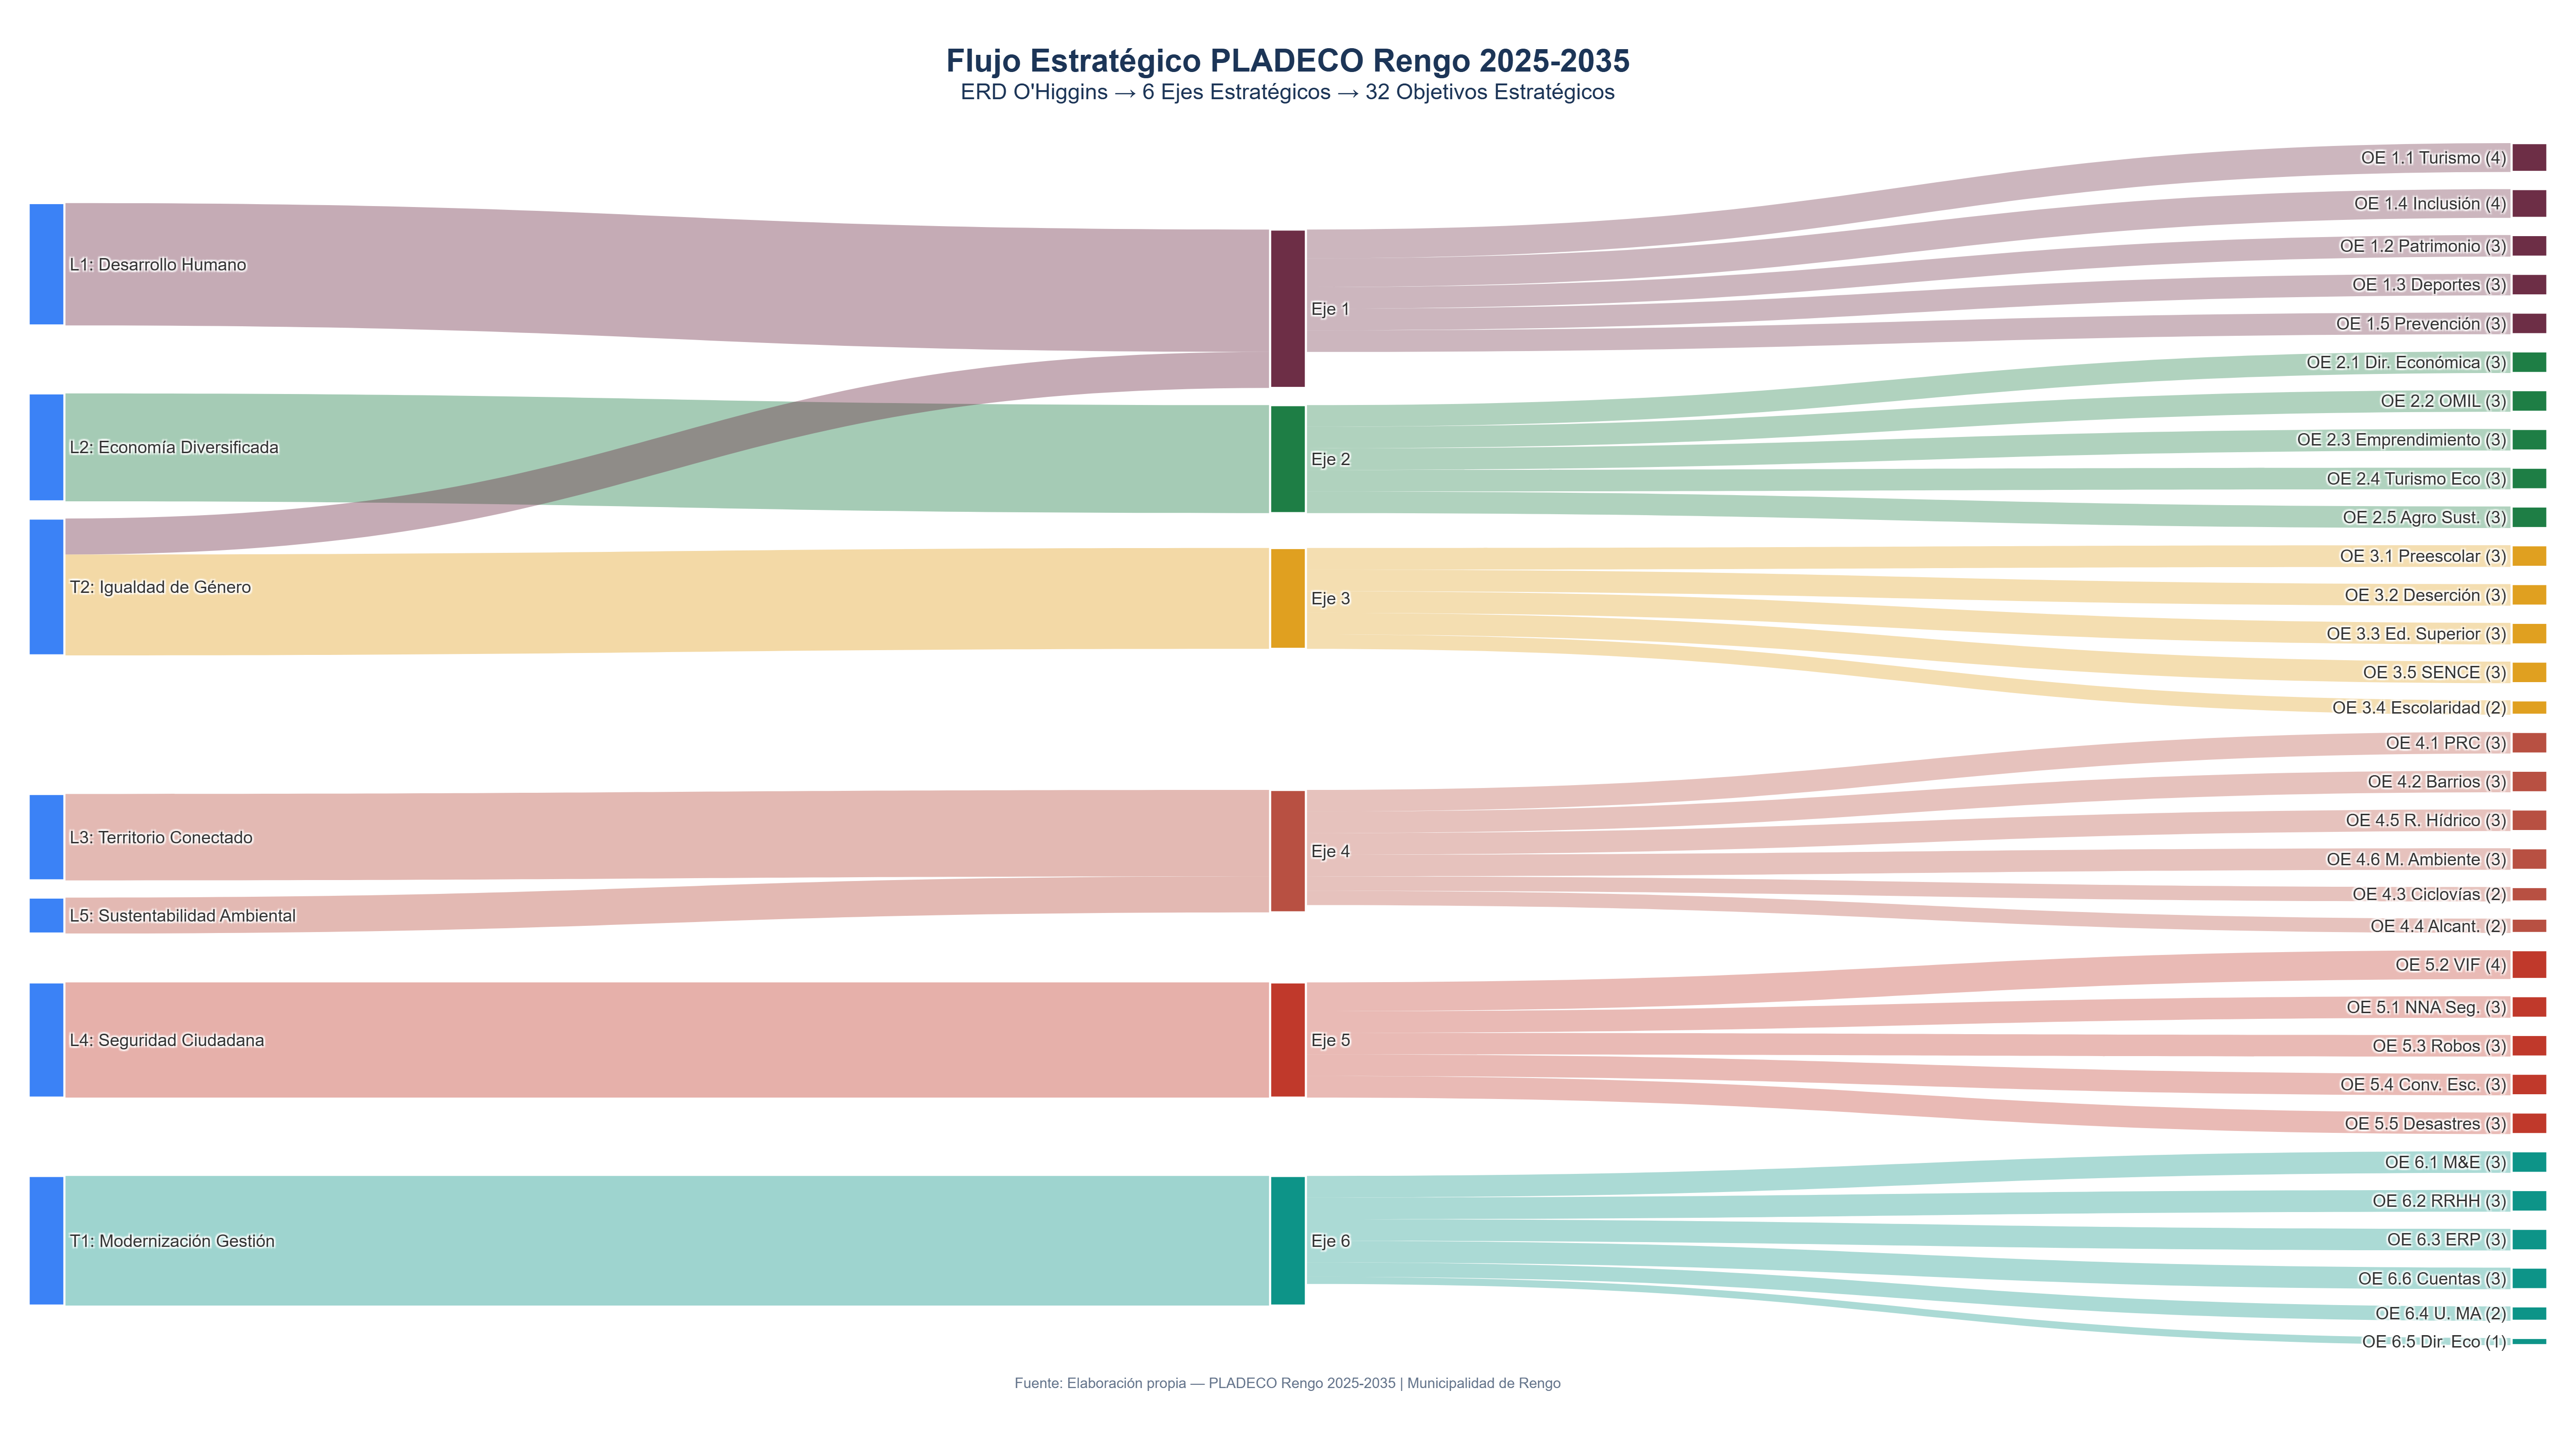 Flujo Estratégico PLADECO Rengo 2025-2035
ERD O'Higgins → 6 Ejes Estratégicos → 32 Objetivos Estratégicos
L1: Desarrollo Humano
L2: Economía Diversificada
T2: Igualdad de Género
L3: Territorio Conectado
L5: Sustentabilidad Ambiental
L4: Seguridad Ciudadana
T1: Modernización Gestión
Eje 1
Eje 2
Eje 3
Eje 4
Eje 5
Eje 6
OE 1.1 Turismo (4)
OE 1.4 Inclusión (4)
OE 1.2 Patrimonio (3)
OE 1.3 Deportes (3)
OE 1.5 Prevención (3)
OE 2.1 Dir. Económica (3)
OE 2.2 OMIL (3)
OE 2.3 Emprendimiento (3)
OE 2.4 Turismo Eco (3)
OE 2.5 Agro Sust. (3)
OE 3.1 Preescolar (3)
OE 3.2 Deserción (3)
OE 3.3 Ed. Superior (3)
OE 3.5 SENCE (3)
OE 3.4 Escolaridad (2)
OE 4.1 PRC (3)
OE 4.2 Barrios (3)
OE 4.5 R. Hídrico (3)
OE 4.6 M. Ambiente (3)
OE 4.3 Ciclovías (2)
OE 4.4 Alcant. (2)
OE 5.2 VIF (4)
OE 5.1 NNA Seg. (3)
OE 5.3 Robos (3)
OE 5.4 Conv. Esc. (3)
OE 5.5 Desastres (3)
OE 6.1 M&E (3)
OE 6.2 RRHH (3)
OE 6.3 ERP (3)
OE 6.6 Cuentas (3)
OE 6.4 U. MA (2)
OE 6.5 Dir. Eco (1)
Fuente: Elaboración propia — PLADECO Rengo 2025-2035 | Municipalidad de Rengo